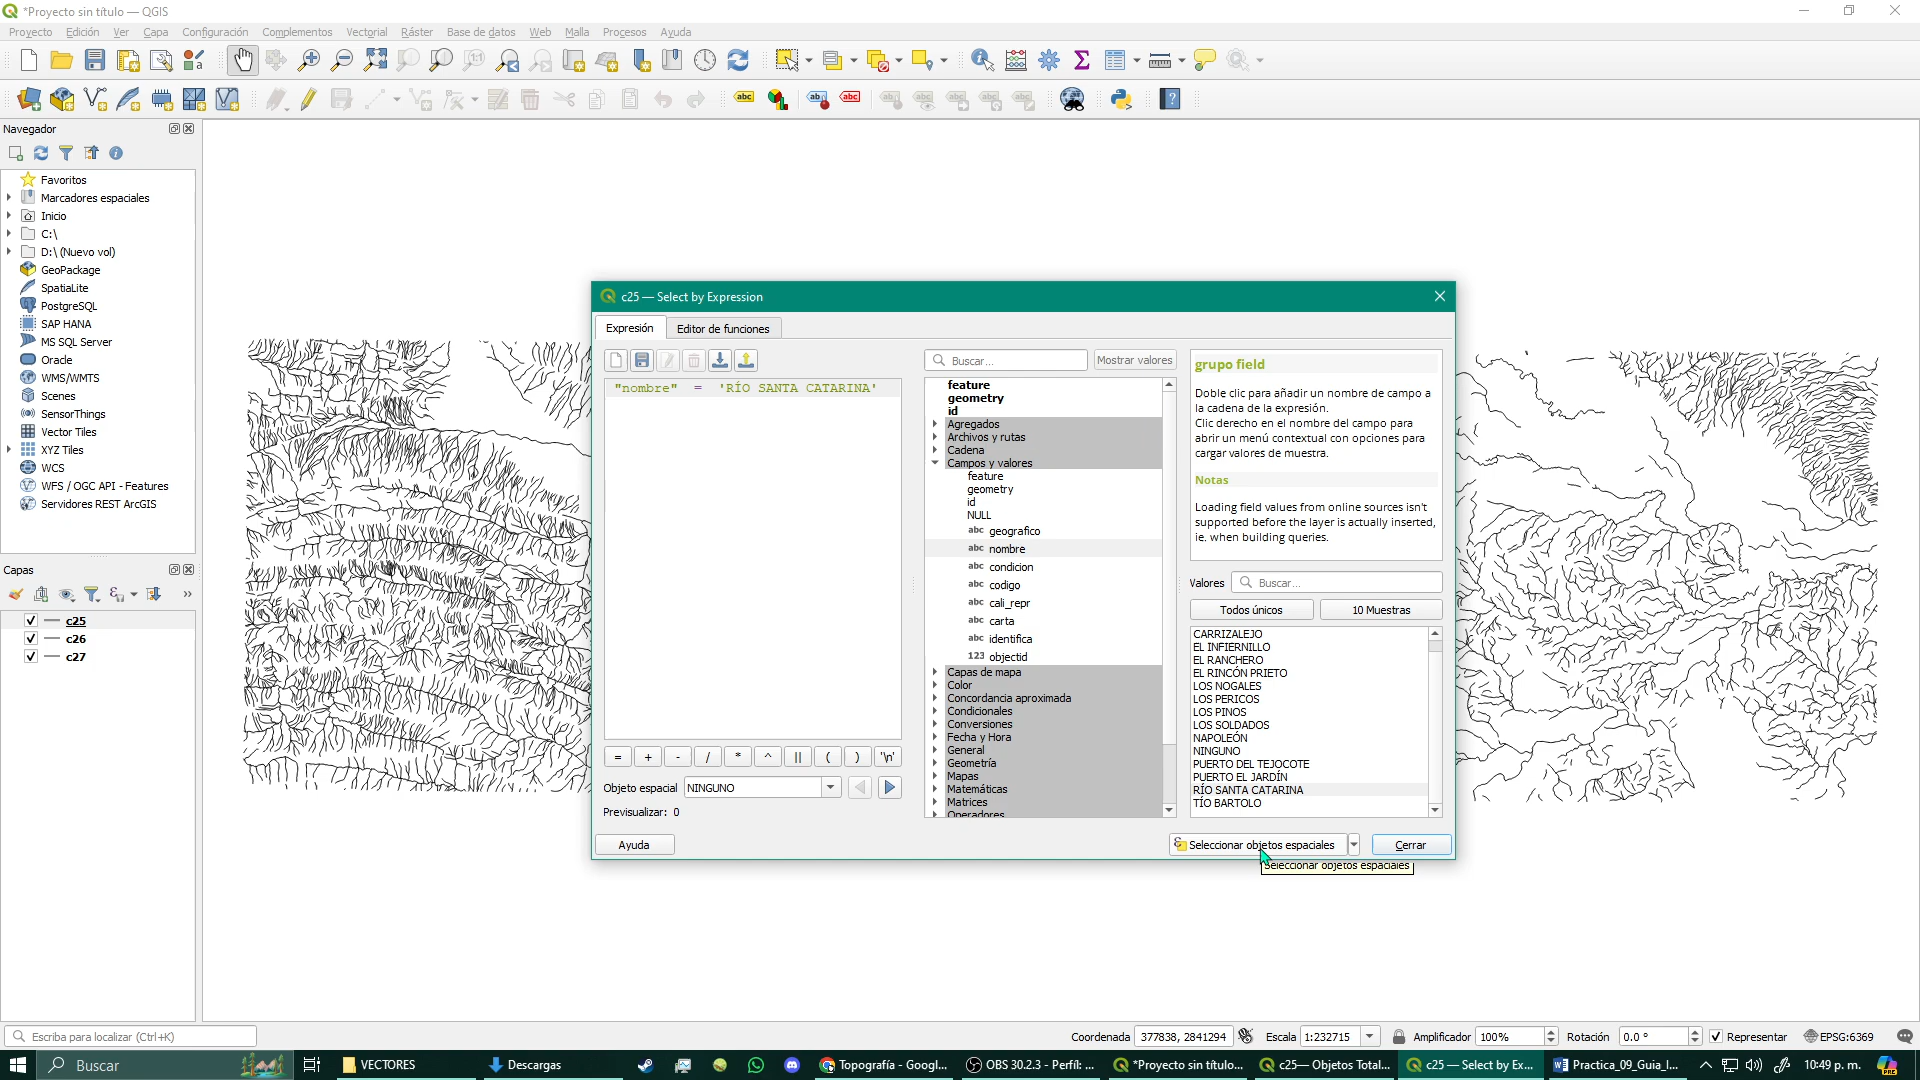 *Proyecto sin título — QGIS
Proyecto Edición Ver Capa Configuración Complementos Vectorial Ráster Base de datos Web Malla Procesos Ayuda
Navegador
Favoritos
Marcadores espaciales
Inicio
C:\
D:\ (Nuevo vol)
GeoPackage
SpatiaLite
PostgreSQL
SAP HANA
MS SQL Server
Oracle
WMS/WMTS
Scenes
SensorThings
Vector Tiles
XYZ Tiles
WCS
WFS / OGC API - Features
Servidores REST ArcGIS
Capas
c25
c26
c27
c25 — Select by Expression
Expresión Editor de funciones
"nombre" = 'RÍO SANTA CATARINA'
= + - / * ^ || ( ) '\n'
Objeto espacial NINGUNO
Previsualizar: 0
Ayuda
Buscar... Mostrar valores
feature
geometry
id
Agregados
Archivos y rutas
Cadena
Campos y valores
feature
geometry
id
NULL
abc geografico
abc nombre
abc condicion
abc codigo
abc cali_repr
abc carta
abc identifica
123 objectid
Capas de mapa
Color
Concordancia aproximada
Condicionales
Conversiones
Fecha y Hora
General
Geometría
Mapas
Matemáticas
Matrices
Operadores
grupo field
Doble clic para añadir un nombre de campo a
la cadena de la expresión.
Clic derecho en el nombre del campo para
abrir un menú contextual con opciones para
cargar valores de muestra.
Notas
Loading field values from online sources isn't
supported before the layer is actually inserted,
ie. when building queries.
Valores Buscar...
Todos únicos 10 Muestras
CARRIZALEJO
EL INFIERNILLO
EL RANCHERO
EL RINCÓN PRIETO
LOS NOGALES
LOS PERICOS
LOS PINOS
LOS SOLDADOS
NAPOLEÓN
NINGUNO
PUERTO DEL TEJOCOTE
PUERTO EL JARDÍN
RÍO SANTA CATARINA
TÍO BARTOLO
Seleccionar objetos espaciales Cerrar
Seleccionar objetos espaciales
Escriba para localizar (Ctrl+K) Coordenada 377838, 2841294 Escala 1:232715 Amplificador 100% Rotación 0.0 ° Representar EPSG:6369
Buscar VECTORES Descargas Topografía - Googl... OBS 30.2.3 - Perfil: ... *Proyecto sin título... c25— Objetos Total... c25 — Select by Ex... Practica_09_Guia_I... 10:49 p. m.